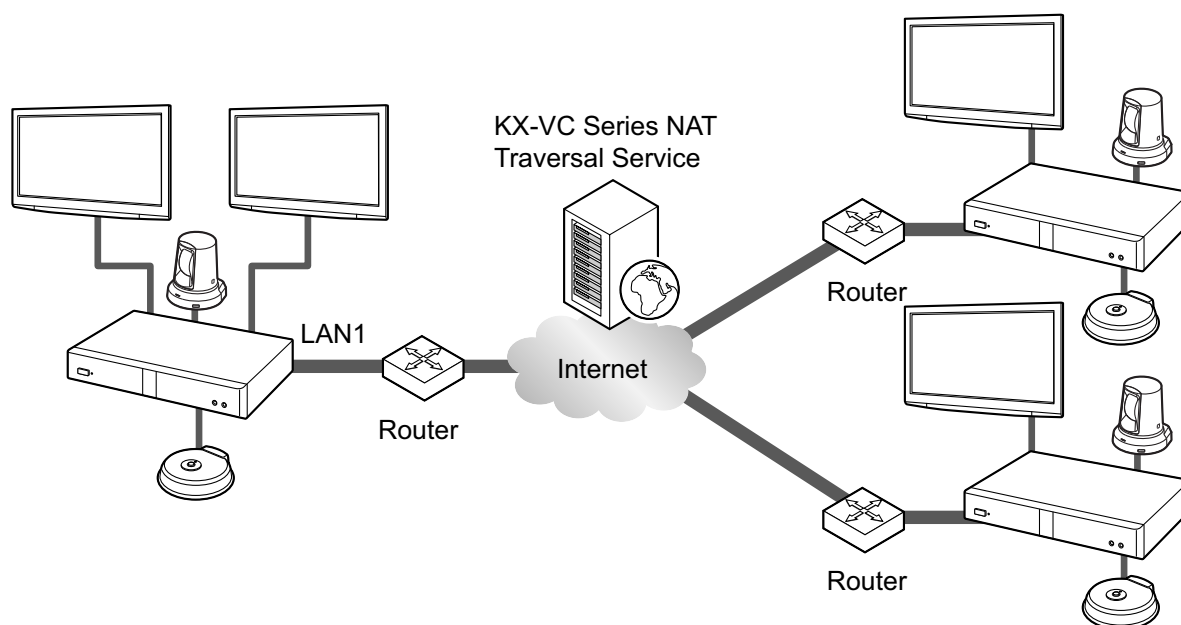 KX-VC Series NAT
Traversal Service
LAN1
Internet
Router
Router
Router